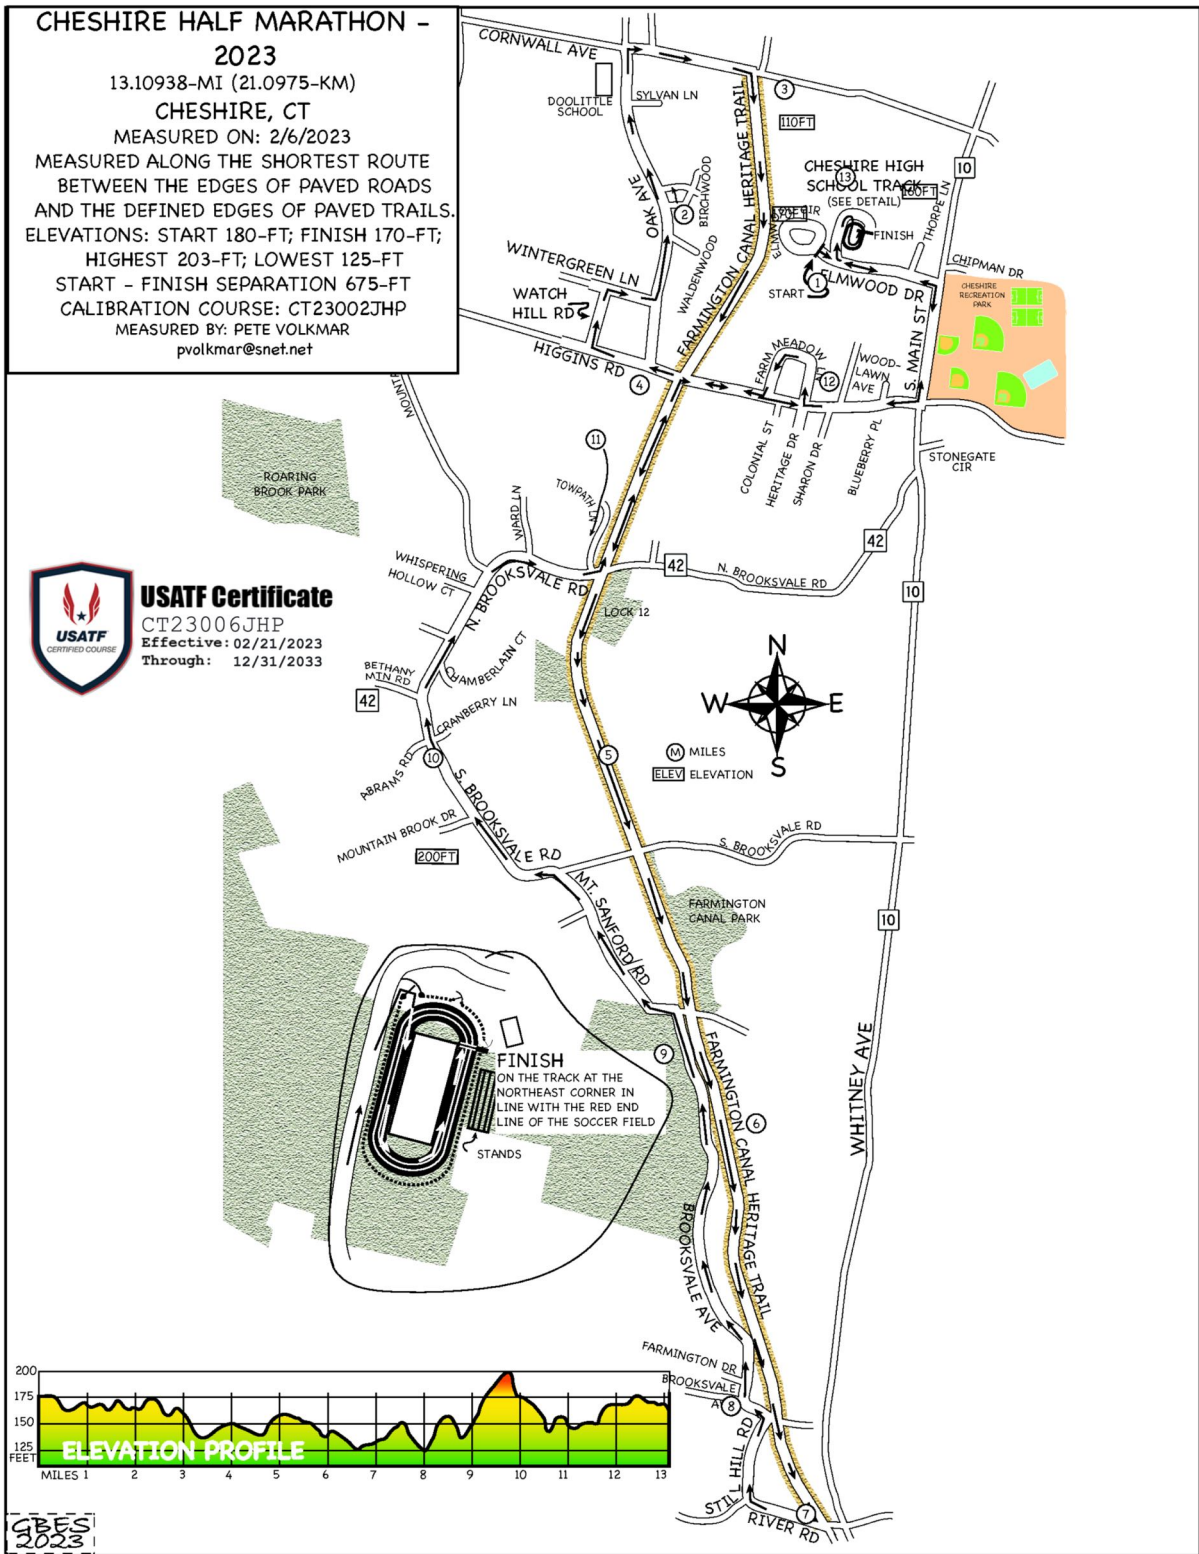 CHESHIRE HALF MARATHON -
2023
13.10938-MI (21.0975-KM)
CHESHIRE, CT
MEASURED ON: 2/6/2023
MEASURED ALONG THE SHORTEST ROUTE
BETWEEN THE EDGES OF PAVED ROADS
AND THE DEFINED EDGES OF PAVED TRAILS.
ELEVATIONS: START 180-FT; FINISH 170-FT;
HIGHEST 203-FT; LOWEST 125-FT
START - FINISH SEPARATION 675-FT
CALIBRATION COURSE: CT23002JHP
MEASURED BY: PETE VOLKMAR
pvolkmar@snet.net
CORNWALL AVE
DOOLITTLE
SCHOOL
SYLVAN LN
3
110FT
FARMINGTON CANAL HERITAGE TRAIL
CHESHIRE HIGH
13
SCHOOL TRACK
160FT
(SEE DETAIL)
10
THORPE LN
OAK AVE
BIRCHWOOD
2
CIR
FINISH
WALDENWOOD
WINTERGREEN LN
WATCH
HILL RD
START
1
ELMWOOD DR
CHIPMAN DR
CHESHIRE
RECREATION
PARK
S. MAIN ST
HIGGINS RD
4
FARM MEADOW
LN
12
WOOD-
LAWN
AVE
COLONIAL ST
HERITAGE DR
SHARON DR
BLUEBERRY PL
STONEGATE
CIR
ROARING
BROOK PARK
11
TOWPATH LN
WARD LN
42
42
N. BROOKSVALE RD
10
WHISPERING
HOLLOW CT
N. BROOKSVALE RD
LOCK 12
USATF
CERTIFIED COURSE
USATF Certificate
CT23006JHP
Effective: 02/21/2023
Through: 12/31/2033
CHAMBERLAIN CT
BETHANY
MTN RD
42
CRANBERRY LN
ABRAMS RD
10
N
W
E
S
M MILES
ELEV ELEVATION
5
S. BROOKSVALE RD
MOUNTAIN BROOK DR
200FT
S. BROOKSVALE RD
MT. SANFORD RD
FARMINGTON
CANAL PARK
10
WHITNEY AVE
9
FINISH
ON THE TRACK AT THE
NORTHEAST CORNER IN
LINE WITH THE RED END
LINE OF THE SOCCER FIELD
STANDS
6
FARMINGTON CANAL HERITAGE TRAIL
BROOKSVALE AVE
FARMINGTON DR
BROOKSVALE
8
STILL HILL RD
7
RIVER RD
200
175
150
125
FEET
ELEVATION PROFILE
MILES 1 2 3 4 5 6 7 8 9 10 11 12 13
GBES
2023